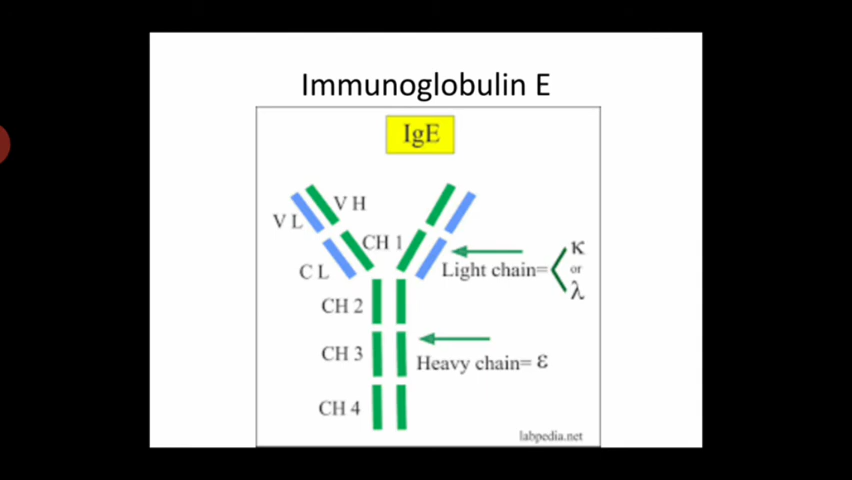 Immunoglobulin E
IgE
V H
V L
CH 1
C L
Light chain= κ
or
λ
CH 2
CH 3
Heavy chain= ε
CH 4
labpedia.net